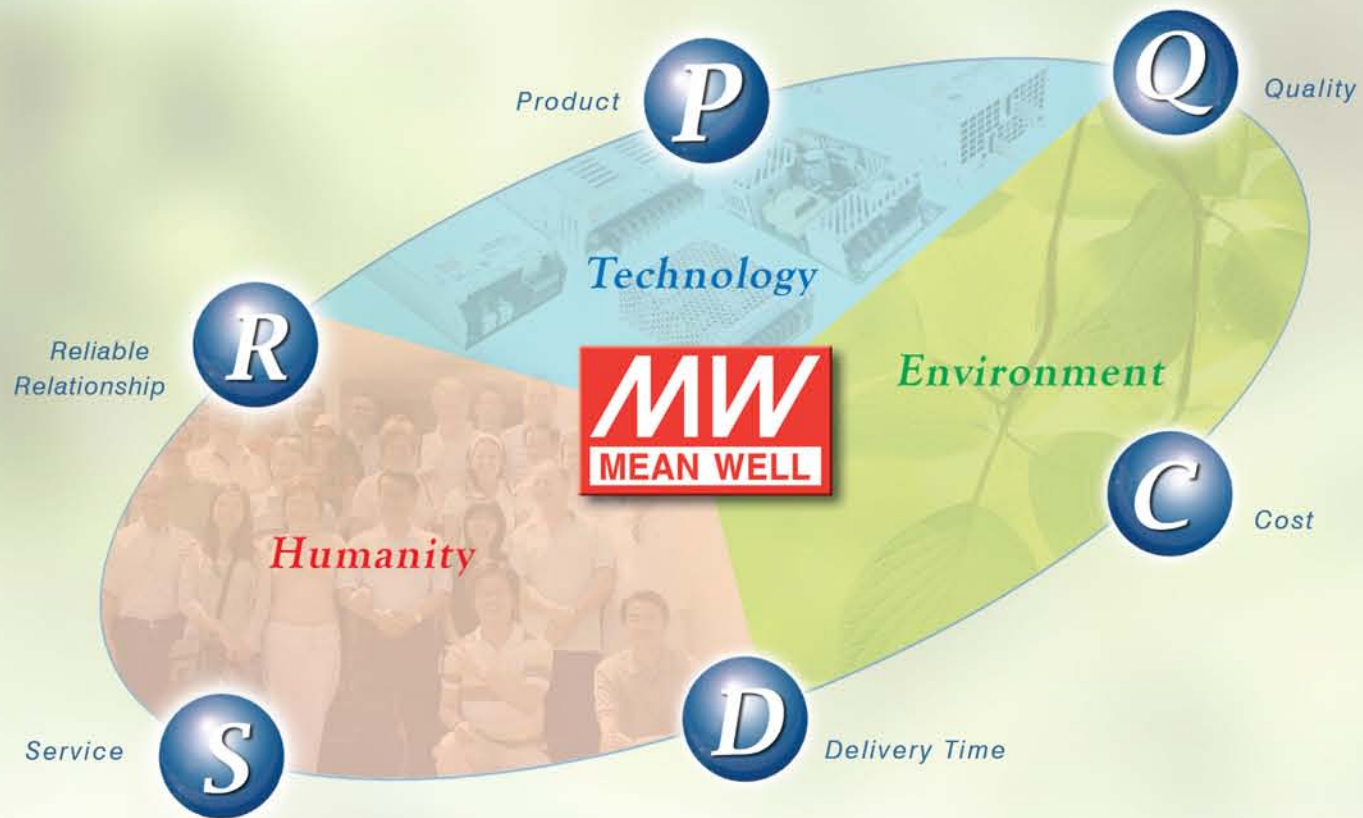 P
Product
Q
Quality
Technology
R
Reliable
Relationship
MW
MEAN WELL
Environment
C
Cost
Humanity
S
Service
D
Delivery Time